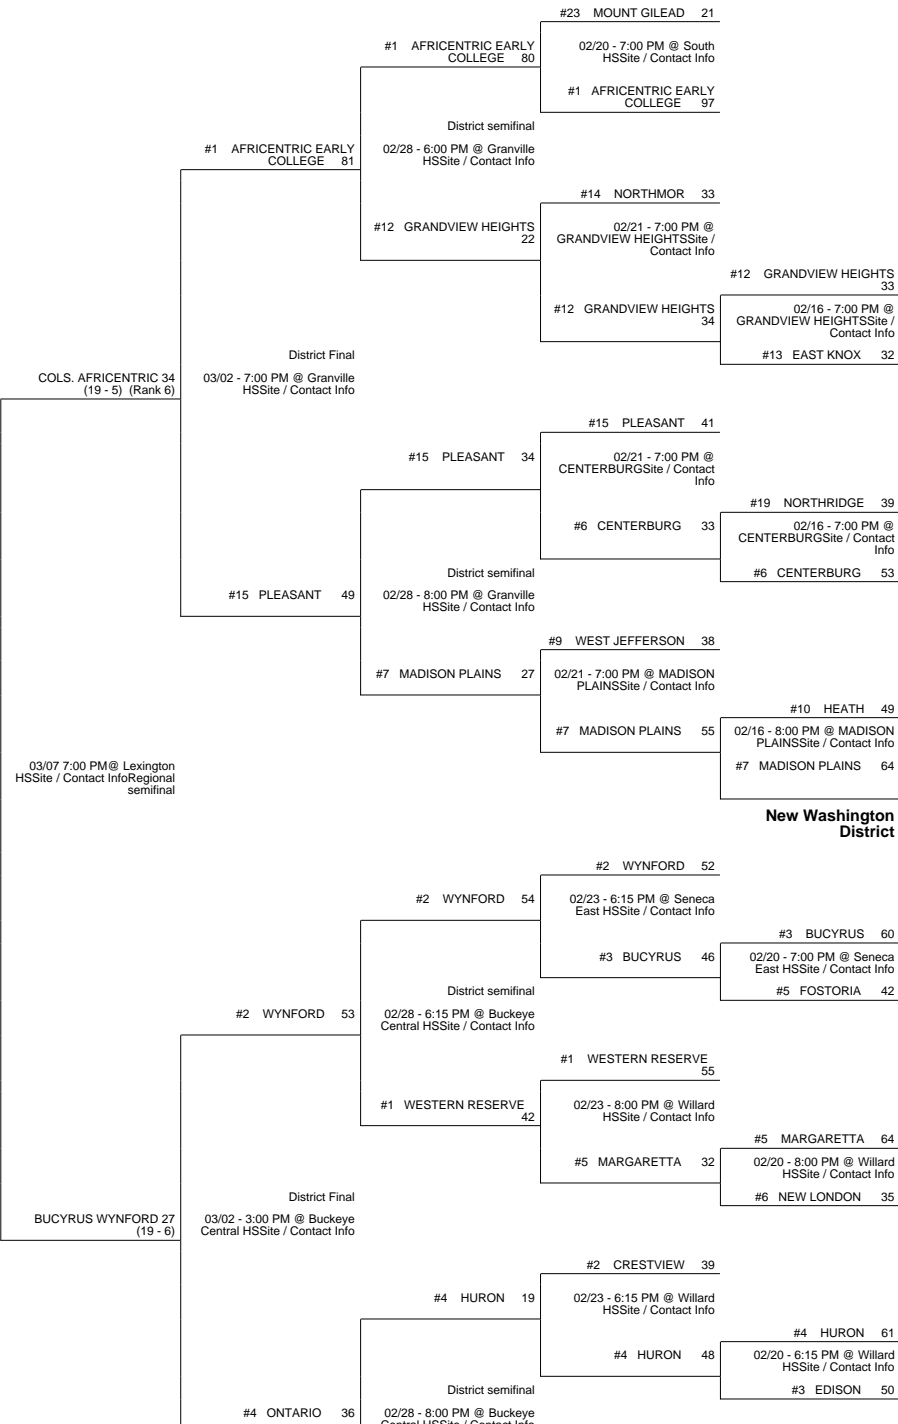 #23 MOUNT GILEAD 21
#1 AFRICENTRIC EARLY
COLLEGE 80
02/20 - 7:00 PM @ South
HSSite / Contact Info
#1 AFRICENTRIC EARLY
COLLEGE 97
District semifinal
#1 AFRICENTRIC EARLY
COLLEGE 81
02/28 - 6:00 PM @ Granville
HSSite / Contact Info
#14 NORTHMOR 33
#12 GRANDVIEW HEIGHTS
22
02/21 - 7:00 PM @
GRANDVIEW HEIGHTSSite /
Contact Info
#12 GRANDVIEW HEIGHTS
33
#12 GRANDVIEW HEIGHTS
34
02/16 - 7:00 PM @
GRANDVIEW HEIGHTSSite /
Contact Info
#13 EAST KNOX 32
District Final
COLS. AFRICENTRIC 34
(19 - 5) (Rank 6)
03/02 - 7:00 PM @ Granville
HSSite / Contact Info
#15 PLEASANT 41
#15 PLEASANT 34
02/21 - 7:00 PM @
CENTERBURGSite / Contact
Info
#19 NORTHRIDGE 39
#6 CENTERBURG 33
02/16 - 7:00 PM @
CENTERBURGSite / Contact
Info
#6 CENTERBURG 53
District semifinal
#15 PLEASANT 49
02/28 - 8:00 PM @ Granville
HSSite / Contact Info
#9 WEST JEFFERSON 38
#7 MADISON PLAINS 27
02/21 - 7:00 PM @ MADISON
PLAINSSite / Contact Info
#10 HEATH 49
#7 MADISON PLAINS 55
02/16 - 8:00 PM @ MADISON
PLAINSSite / Contact Info
#7 MADISON PLAINS 64
03/07 7:00 PM@ Lexington
HSSite / Contact InfoRegional
semifinal
New Washington
District
#2 WYNFORD 52
#2 WYNFORD 54
02/23 - 6:15 PM @ Seneca
East HSSite / Contact Info
#3 BUCYRUS 60
#3 BUCYRUS 46
02/20 - 7:00 PM @ Seneca
East HSSite / Contact Info
#5 FOSTORIA 42
District semifinal
#2 WYNFORD 53
02/28 - 6:15 PM @ Buckeye
Central HSSite / Contact Info
#1 WESTERN RESERVE
55
#1 WESTERN RESERVE
42
02/23 - 8:00 PM @ Willard
HSSite / Contact Info
#5 MARGARETTA 64
#5 MARGARETTA 32
02/20 - 8:00 PM @ Willard
HSSite / Contact Info
#6 NEW LONDON 35
District Final
BUCYRUS WYNFORD 27
(19 - 6)
03/02 - 3:00 PM @ Buckeye
Central HSSite / Contact Info
#2 CRESTVIEW 39
#4 HURON 19
02/23 - 6:15 PM @ Willard
HSSite / Contact Info
#4 HURON 61
#4 HURON 48
02/20 - 6:15 PM @ Willard
HSSite / Contact Info
#3 EDISON 50
District semifinal
#4 ONTARIO 36
02/28 - 8:00 PM @ Buckeye
Central HSSite / Contact Info